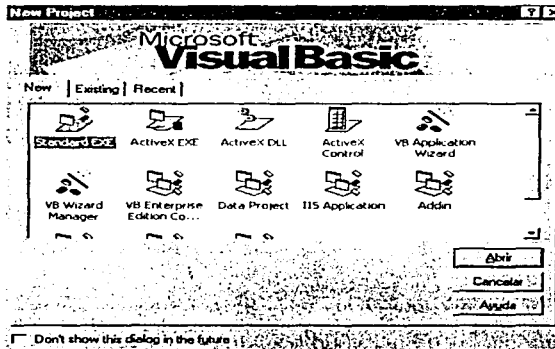 New Project
Microsoft
Visual Basic
New Existing Recent
Standard EXE ActiveX EXE ActiveX DLL ActiveX Control VB Application Wizard
VB Wizard Manager VB Enterprise Edition Co... Data Project IIS Application Addin
Abrir
Cancelar
Ayuda
Don't show this dialog in the future